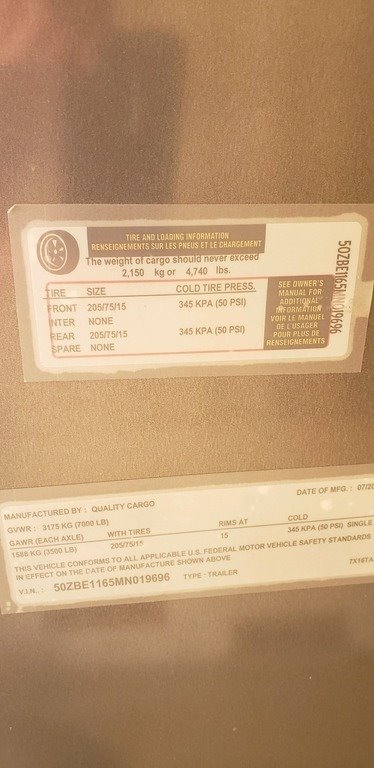 TIRE AND LOADING INFORMATION
RENSEIGNEMENTS SUR LES PNEUS ET LE CHARGEMENT
The weight of cargo should never exceed
2,150 kg or 4,740 lbs.
TIRE SIZE COLD TIRE PRESS.
FRONT 205/75/15 345 KPA (50 PSI)
INTER NONE
REAR 205/75/15 345 KPA (50 PSI)
SPARE NONE
SEE OWNER'S
MANUAL FOR
ADDITIONAL
INFORMATION
VOIR LE MANUEL
DE L'USAGER
POUR PLUS DE
RENSEIGNEMENTS
50ZBE1165MN019696
MANUFACTURED BY : QUALITY CARGO DATE OF MFG. : 07/20
GVWR : 3175 KG (7000 LB)
GAWR (EACH AXLE) WITH TIRES RIMS AT COLD
1588 KG (3500 LB) 205/75/15 15 345 KPA (50 PSI) SINGLE
THIS VEHICLE CONFORMS TO ALL APPLICABLE U.S. FEDERAL MOTOR VEHICLE SAFETY STANDARDS
IN EFFECT ON THE DATE OF MANUFACTURE SHOWN ABOVE
V.I.N. : 50ZBE1165MN019696 TYPE : TRAILER 7X16TA